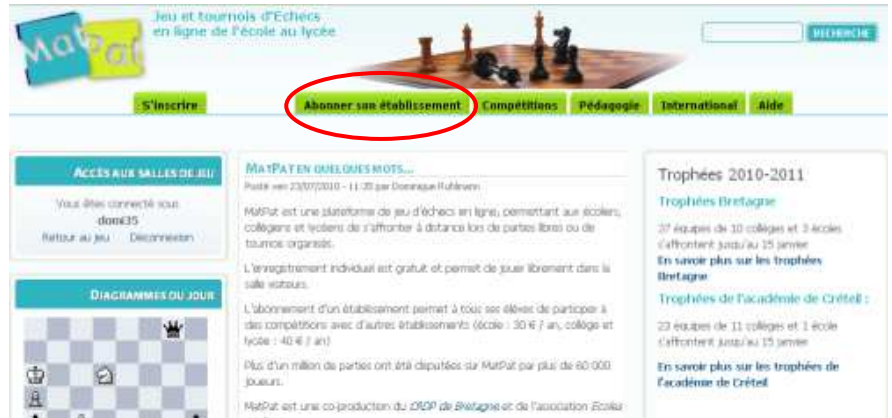 MatPat
Jeu et tournois d'Echecs
en ligne de l'école au lycée
RECHERCHE
S'inscrire
Abonner son établissement
Compétitions
Pédagogie
International
Aide
ACCÈS AUX SALLES DE JEU
Vous êtes connecté sous
domi35
Retour au jeu Déconnexion
DIAGRAMMES DU JOUR
MATPAT EN QUELQUES MOTS...
Posté ven 23/07/2010 - 11:35 par Dominique Ruhlmann
MatPat est une plateforme de jeu d'échecs en ligne, permettant aux écoliers,
collégiens et lycéens de s'affronter à distance lors de parties libres ou de
tournois organisés.
L'enregistrement individuel est gratuit et permet de jouer librement dans la
salle visiteurs.
L'abonnement d'un établissement permet à tous ses élèves de participer à
des compétitions avec d'autres établissements (école : 30 € / an, collège et
lycée : 40 € / an)
Plus d'un million de parties ont été disputées sur MatPat par plus de 60 000
joueurs.
MatPat est une co-production du CRDP de Bretagne et de l'association Ecoles
Trophées 2010-2011
Trophées Bretagne
37 équipes de 10 collèges et 3 écoles
s'affrontent jusqu'au 15 janvier
En savoir plus sur les trophées
Bretagne
Trophées de l'académie de Créteil :
23 équipes de 11 collèges et 1 école
s'affrontent jusqu'au 15 janvier
En savoir plus sur les trophées de
l'académie de Créteil